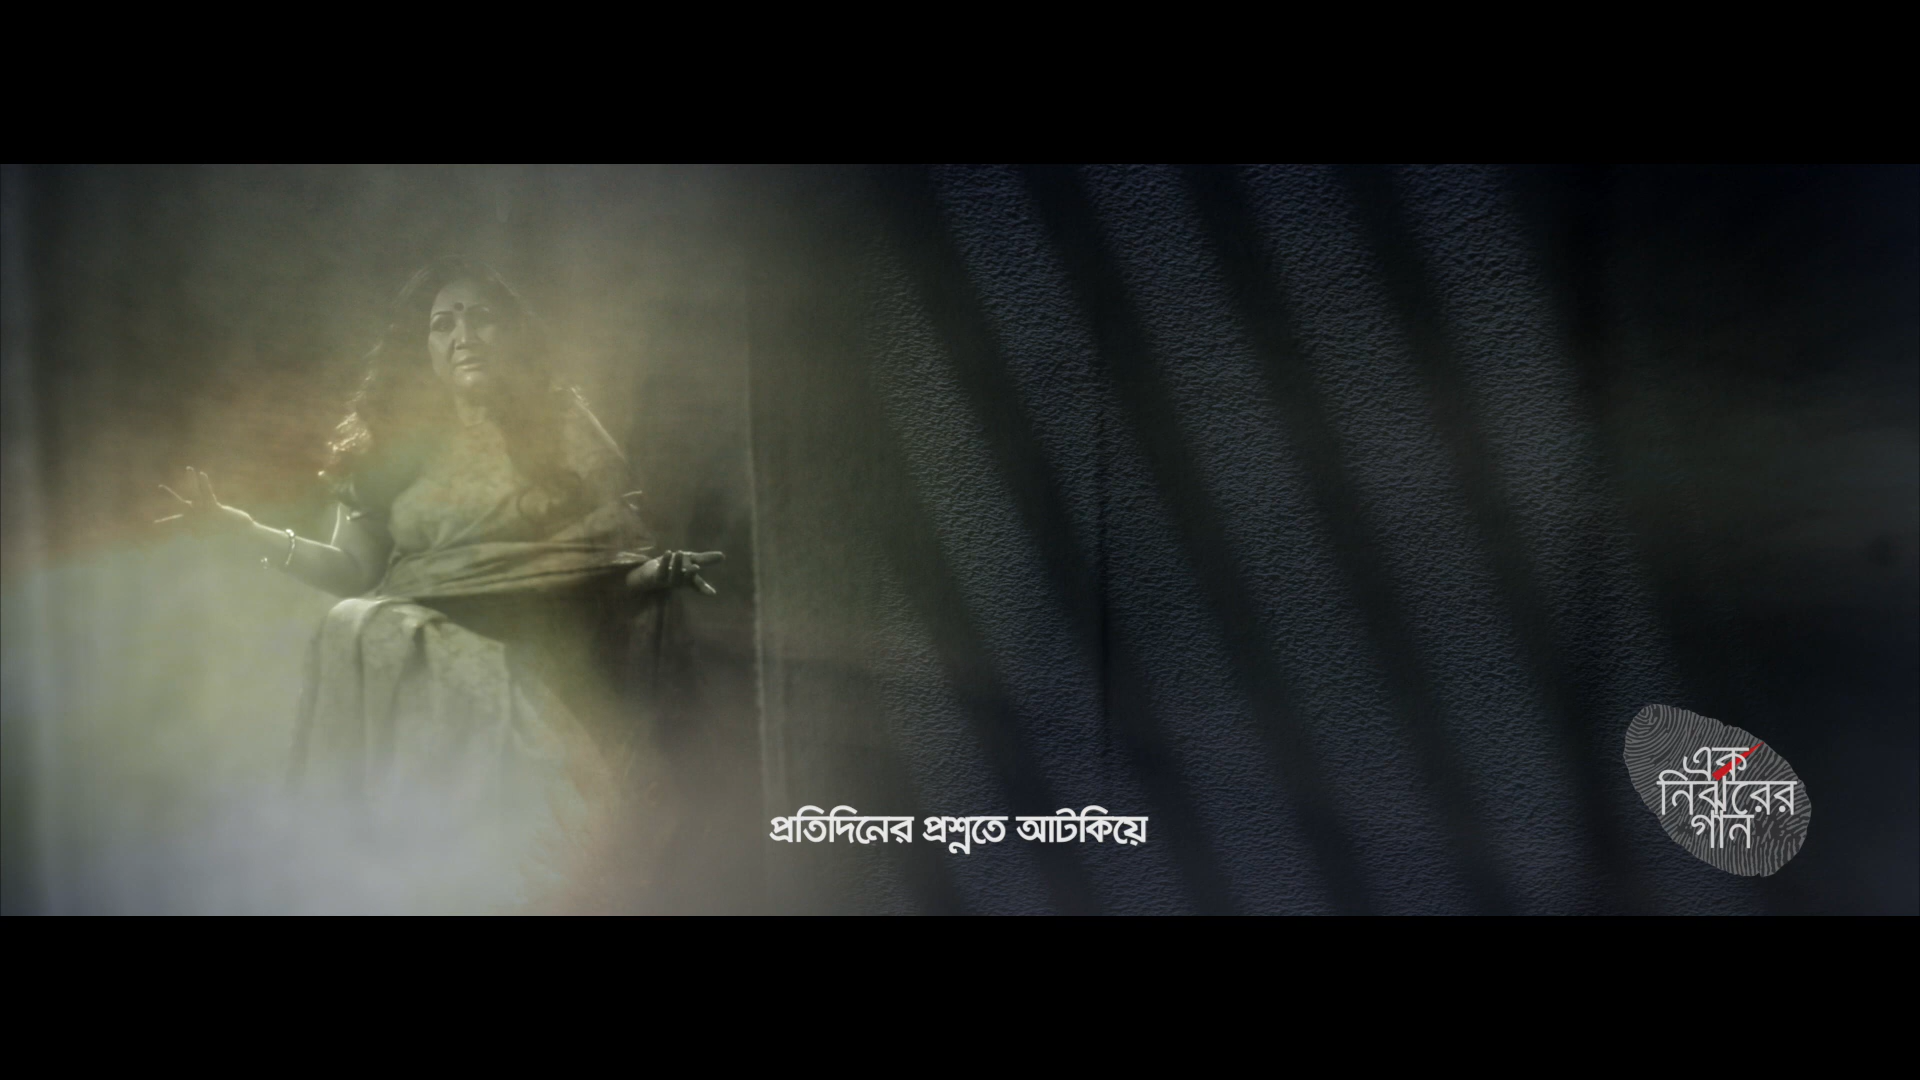 প্রতিদিনের প্রশ্নতে আটকিয়ে
এক
নির্ঝরের
গান